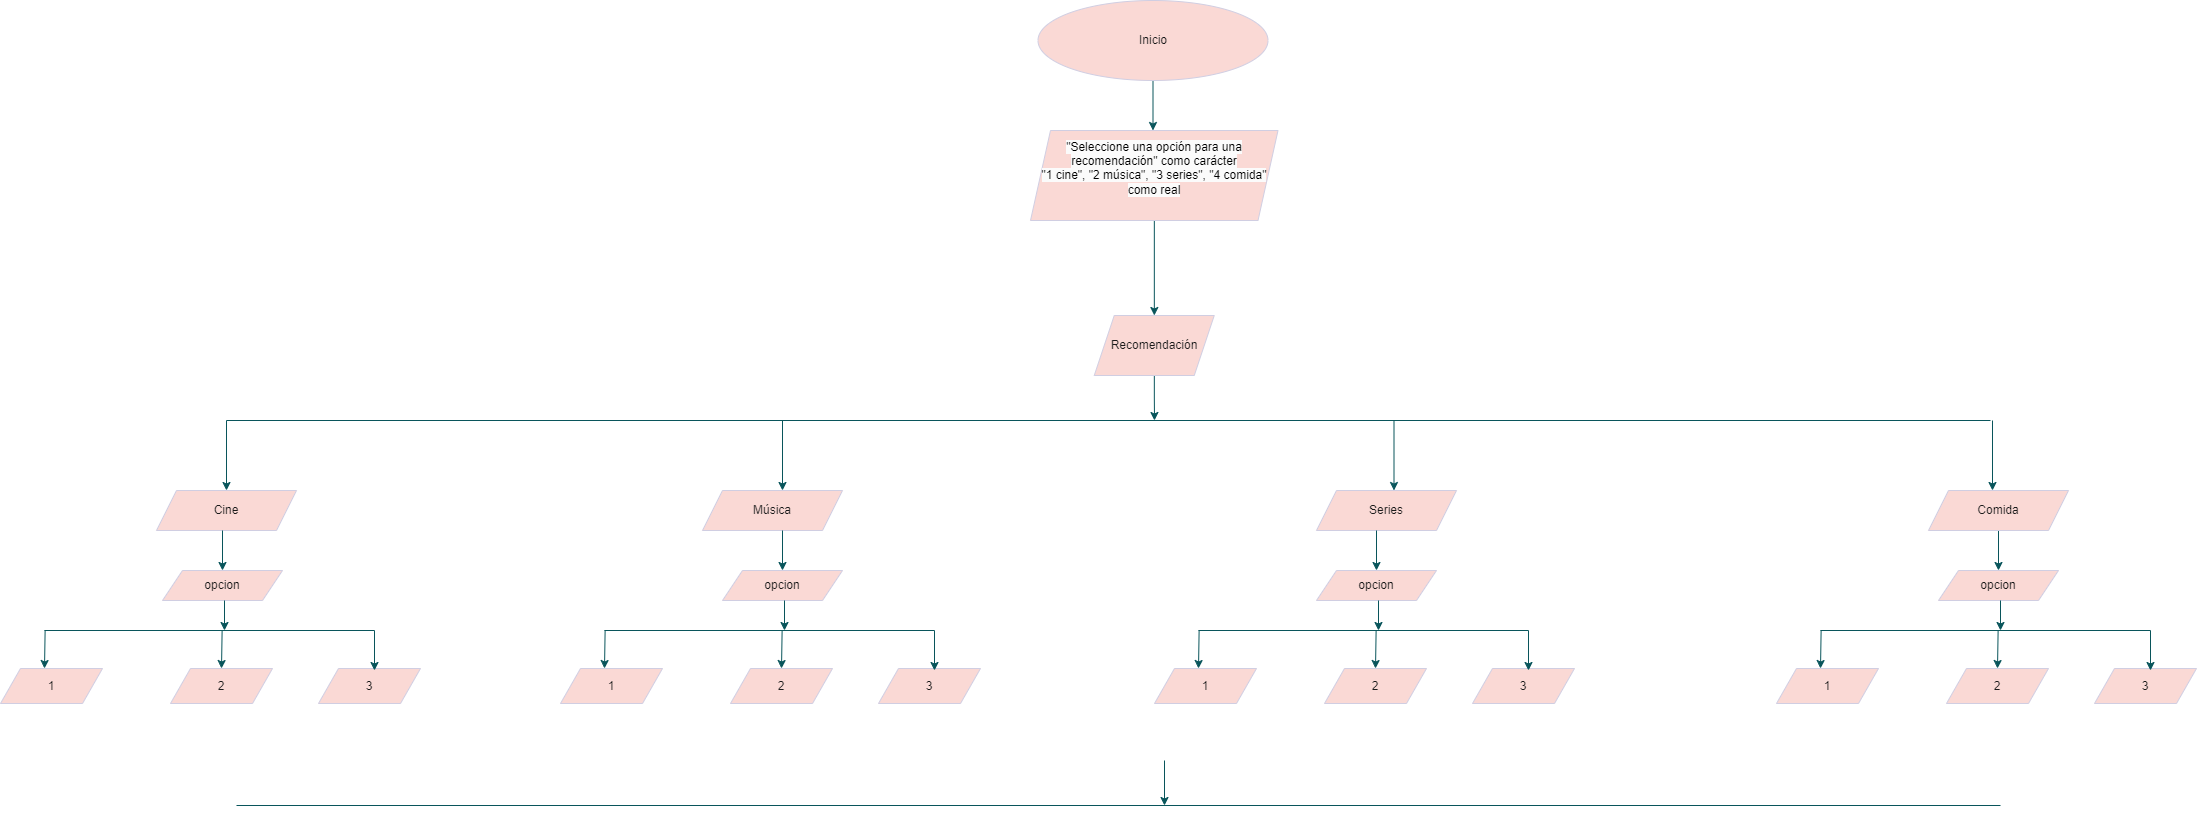 Inicio
"Seleccione una opción para una
recomendación" como carácter
"1 cine", "2 música", "3 series", "4 comida"
como real
Recomendación
Cine
Música
Series
Comida
opcion
opcion
opcion
opcion
1
2
3
1
2
3
1
2
3
1
2
3